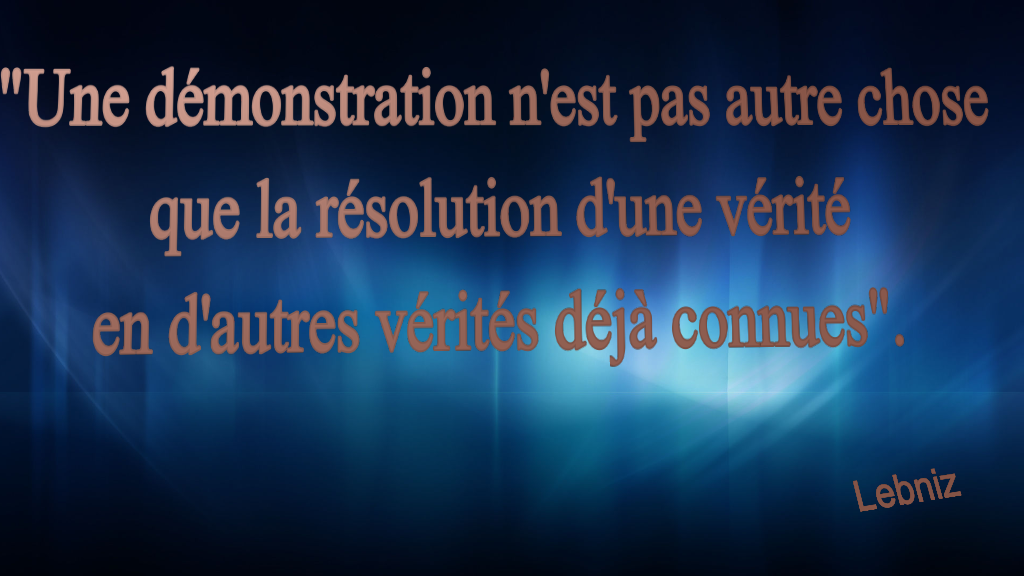 "Une démonstration n'est pas autre chose
que la résolution d'une vérité
en d'autres vérités déjà connues".
Lebniz